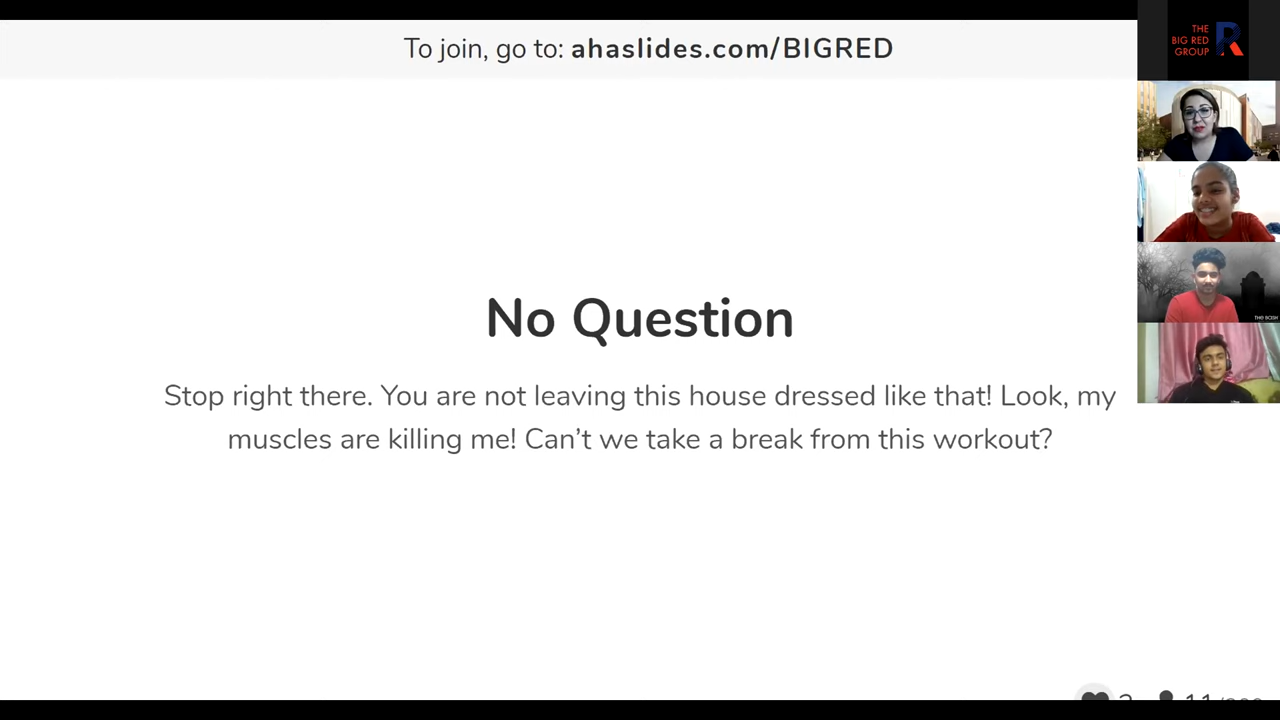 To join, go to: ahaslides.com/BIGRED
THE
BIG RED
GROUP
No Question
Stop right there. You are not leaving this house dressed like that! Look, my
muscles are killing me! Can’t we take a break from this workout?